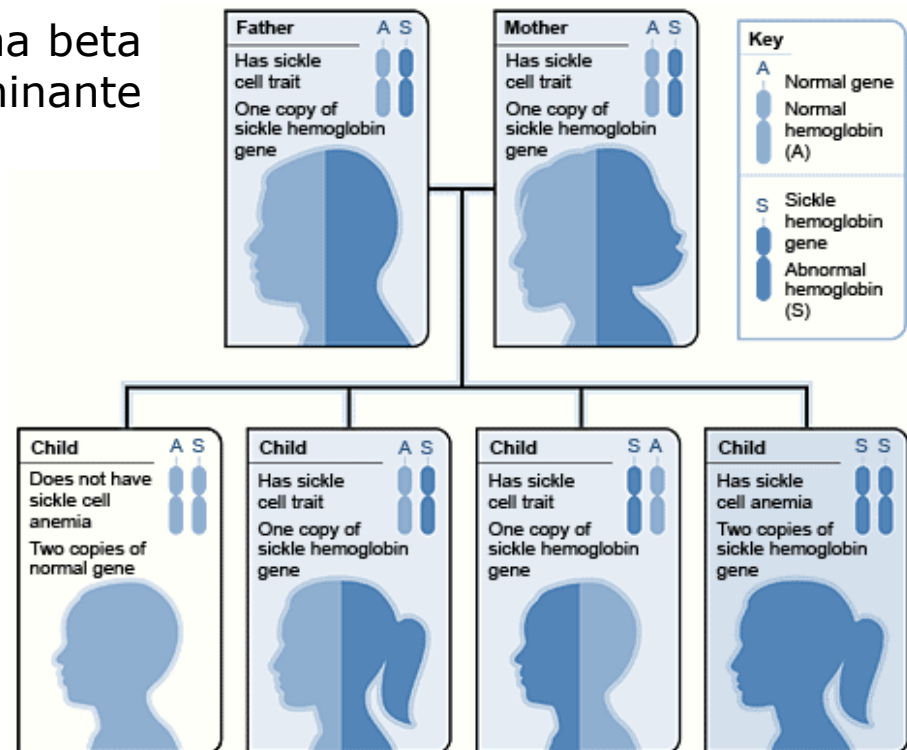 na beta
minante
Father
A S
Has sickle
cell trait
One copy of
sickle hemoglobin
gene
Mother
A S
Has sickle
cell trait
One copy of
sickle hemoglobin
gene
Key
A
Normal gene
Normal
hemoglobin
(A)
S
Sickle
hemoglobin
gene
Abnormal
hemoglobin
(S)
Child
A S
Does not have
sickle cell
anemia
Two copies of
normal gene
Child
A S
Has sickle
cell trait
One copy of
sickle hemoglobin
gene
Child
S A
Has sickle
cell trait
One copy of
sickle hemoglobin
gene
Child
S S
Has sickle
cell anemia
Two copies of
sickle hemoglobin
gene